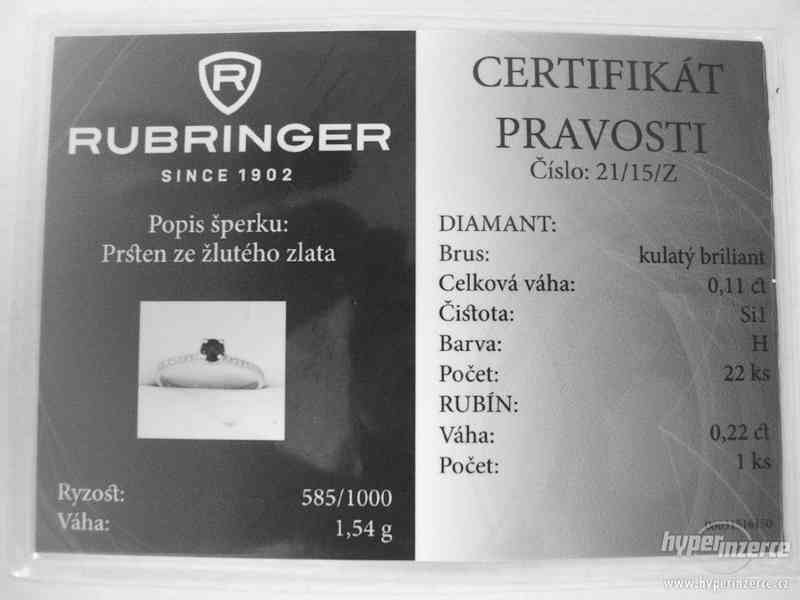 R
RUBRINGER
SINCE 1902
Popis šperku:
Prsten ze žlutého zlata
Ryzost: 585/1000
Váha: 1,54 g
CERTIFIKÁT
PRAVOSTI
Číslo: 21/15/Z
DIAMANT:
Brus: kulatý briliant
Celková váha: 0,11 ct
Čistota: Si1
Barva: H
Počet: 22 ks
RUBÍN:
Váha: 0,22 ct
Počet: 1 ks
hyperinzerce
www.hyperinzerce.cz